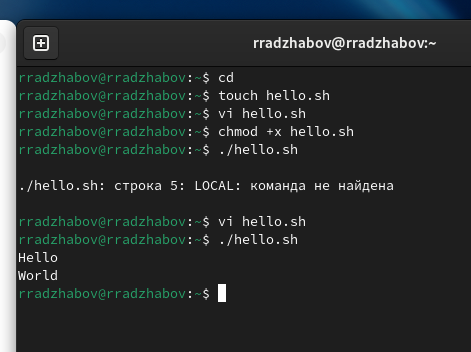 rradzhabov@rradzhabov:~
rradzhabov@rradzhabov:~$ cd
rradzhabov@rradzhabov:~$ touch hello.sh
rradzhabov@rradzhabov:~$ vi hello.sh
rradzhabov@rradzhabov:~$ chmod +x hello.sh
rradzhabov@rradzhabov:~$ ./hello.sh
./hello.sh: строка 5: LOCAL: команда не найдена
rradzhabov@rradzhabov:~$ vi hello.sh
rradzhabov@rradzhabov:~$ ./hello.sh
Hello
World
rradzhabov@rradzhabov:~$